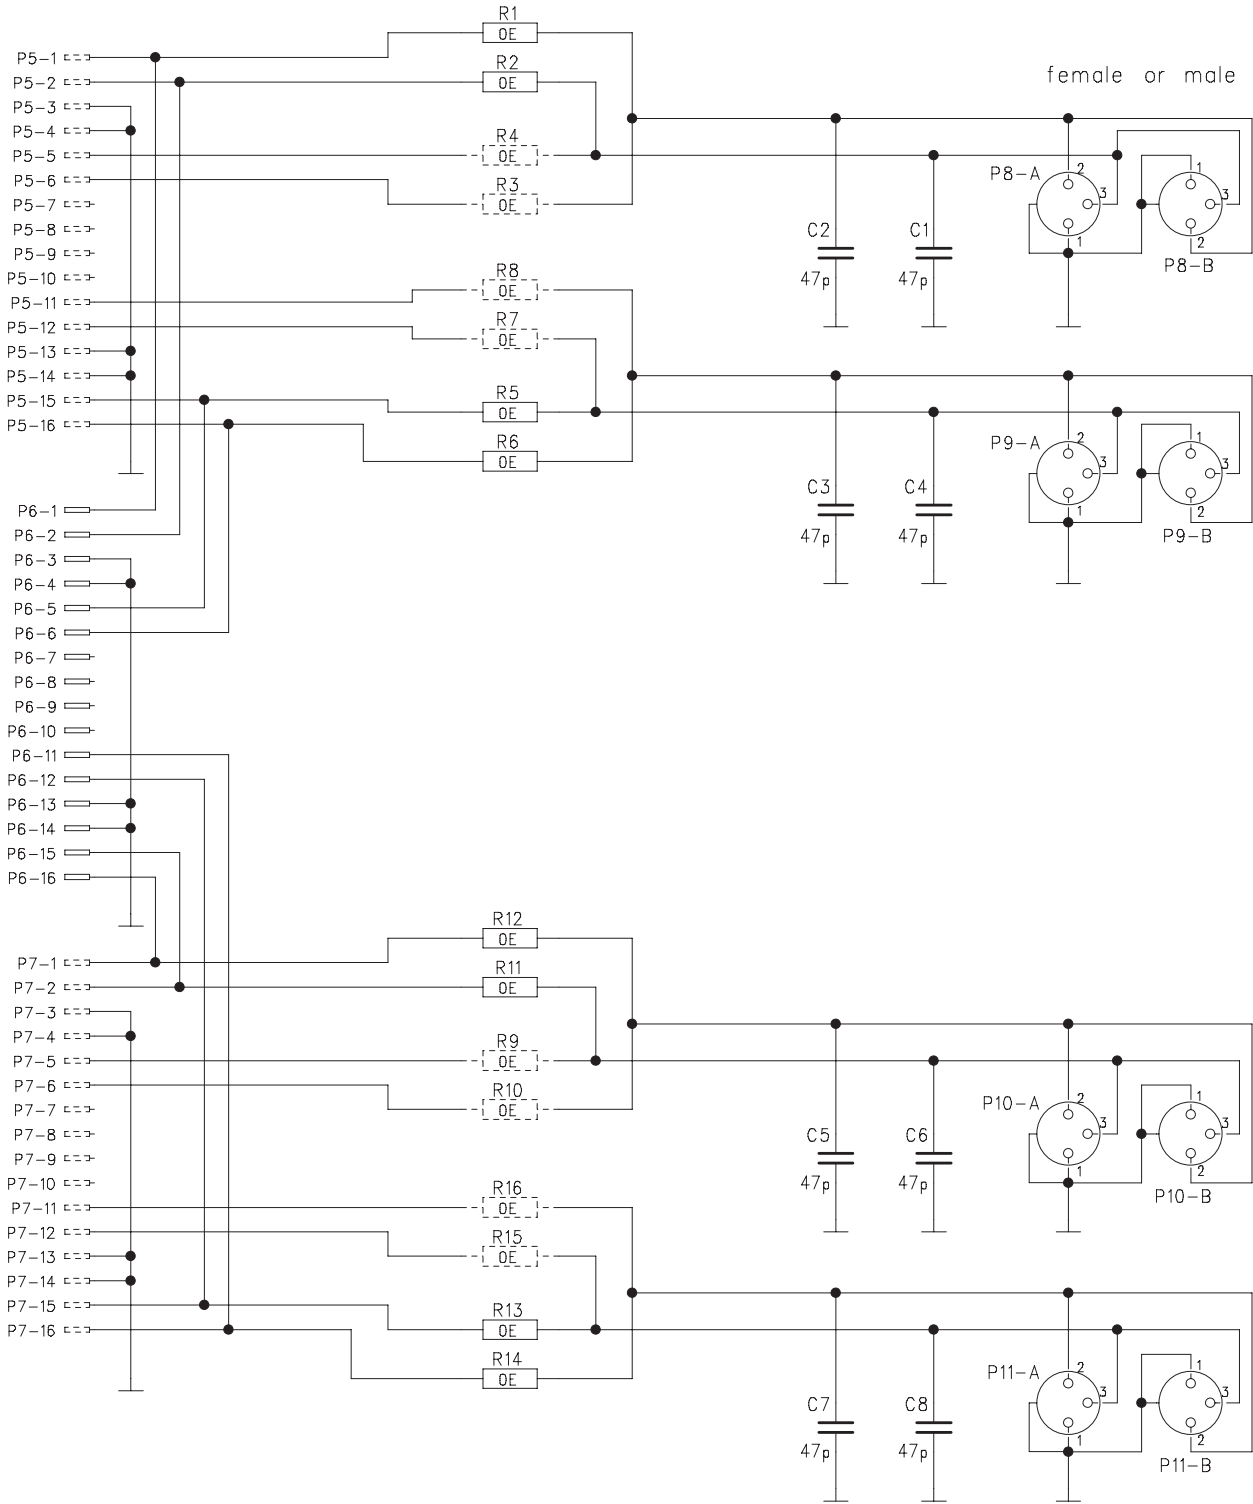 R1
0E
P5-1
R2
P5-2
0E
female or male
P5-3
P5-4
R4
P5-5
0E
P8-A
2
1
P5-6
R3
3
3
P5-7
0E
P5-8
C2
C1
1
2
P5-9
P8-B
P5-10
R8
47p
47p
P5-11
0E
P5-12
R7
P5-13
0E
P5-14
P5-15
R5
P5-16
0E
R6
P9-A
2
1
0E
3
3
C3
C4
1
2
P6-1
47p
47p
P9-B
P6-2
P6-3
P6-4
P6-5
P6-6
P6-7
P6-8
P6-9
P6-10
P6-11
P6-12
P6-13
P6-14
P6-15
P6-16
R12
0E
P7-1
R11
P7-2
0E
P7-3
P7-4
R9
P7-5
0E
P7-6
R10
P10-A
2
1
P7-7
0E
3
3
P7-8
C5
C6
P7-9
1
2
P7-10
R16
47p
47p
P10-B
P7-11
0E
P7-12
R15
P7-13
0E
P7-14
P7-15
R13
P7-16
0E
R14
P11-A
2
1
0E
3
3
C7
C8
1
2
47p
47p
P11-B